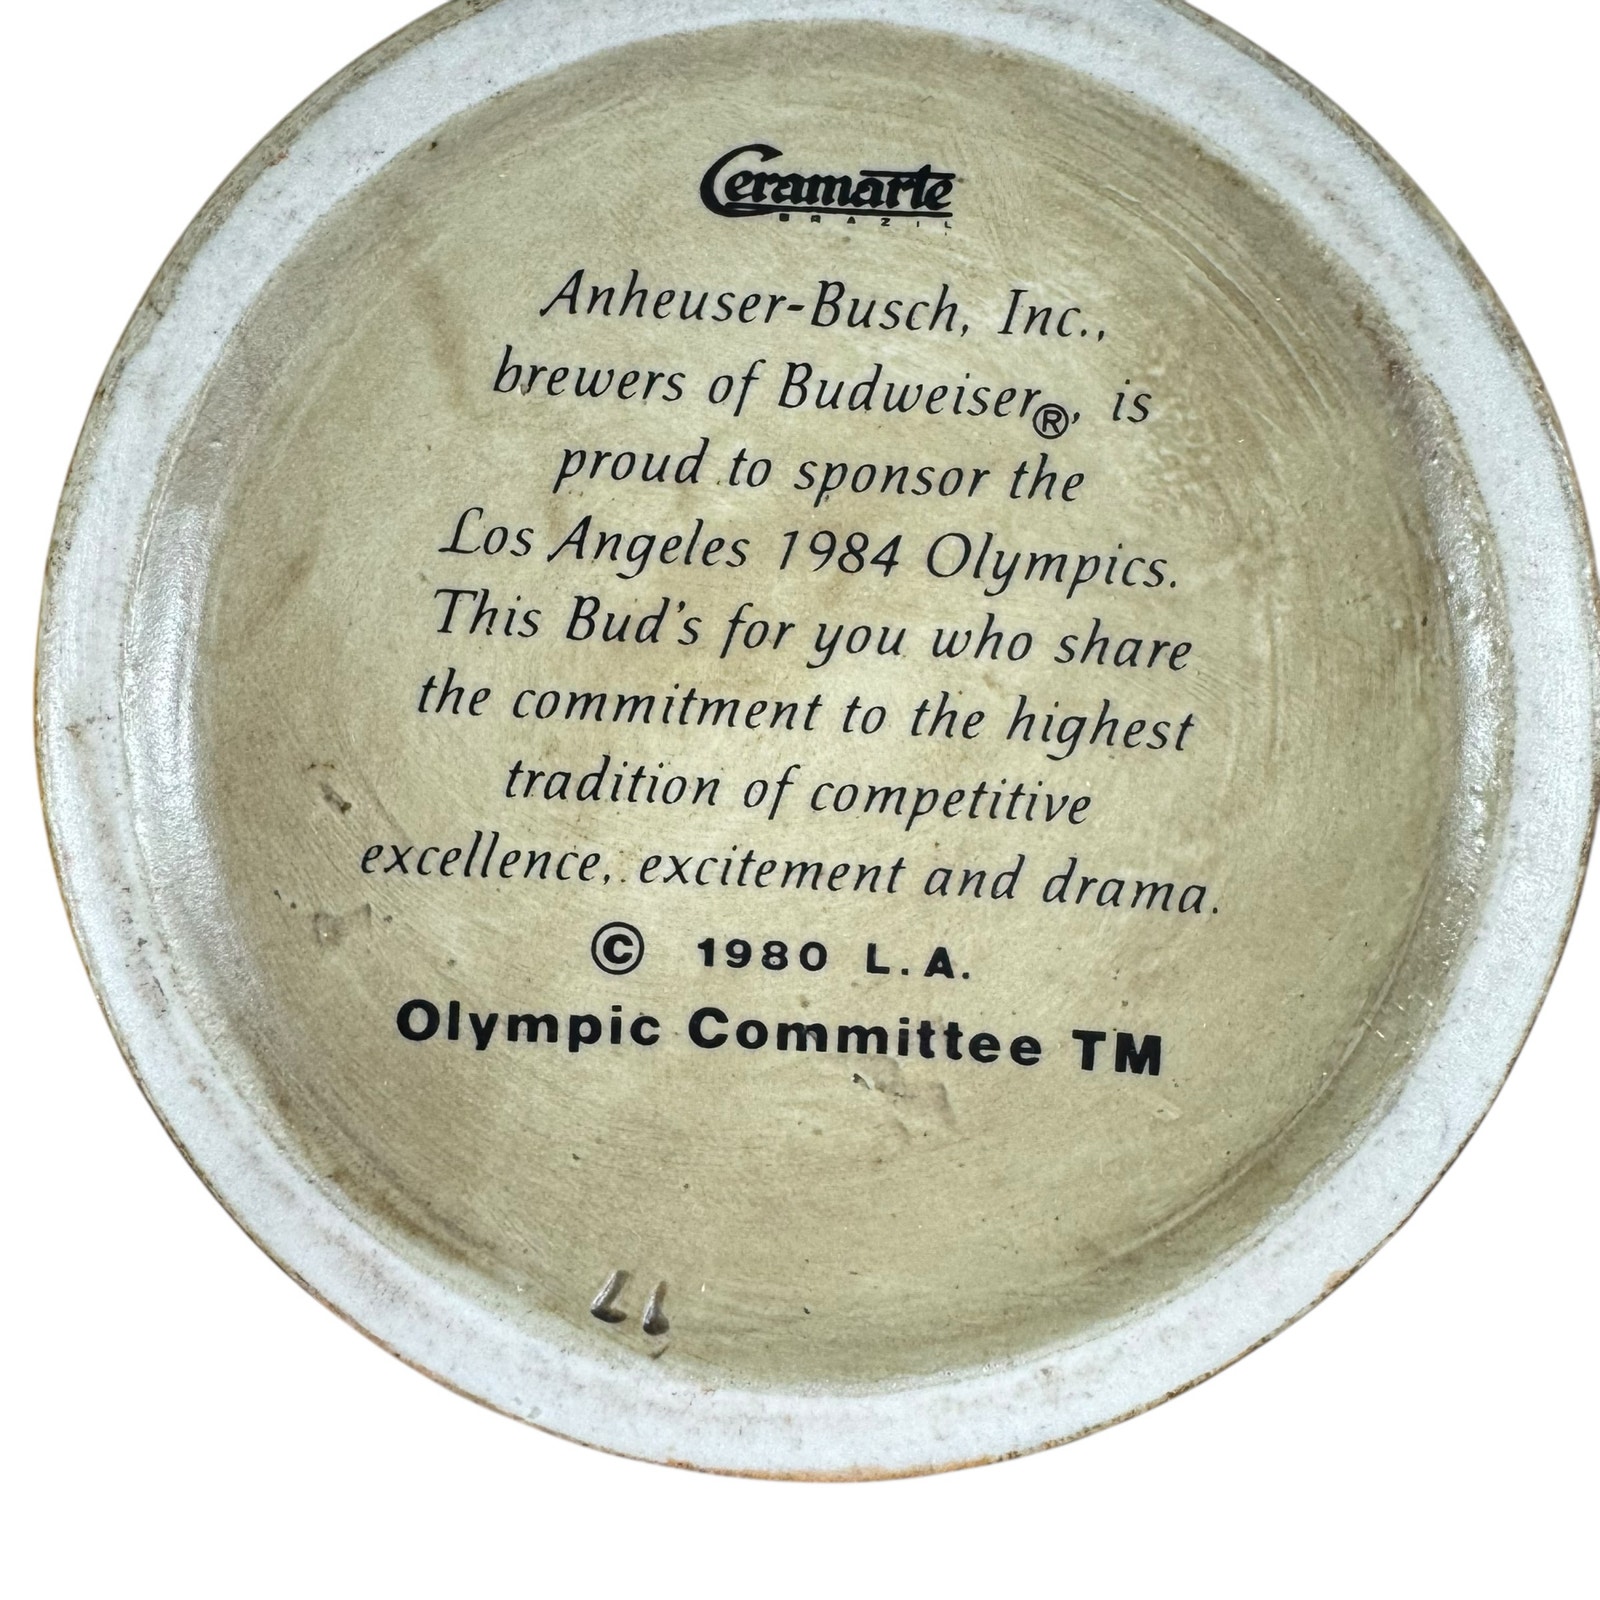 Ceramarte
BRAZIL
Anheuser-Busch, Inc.,
brewers of Budweiser®, is
proud to sponsor the
Los Angeles 1984 Olympics.
This Bud's for you who share
the commitment to the highest
tradition of competitive
excellence, excitement and drama.
© 1980 L.A.
Olympic Committee TM